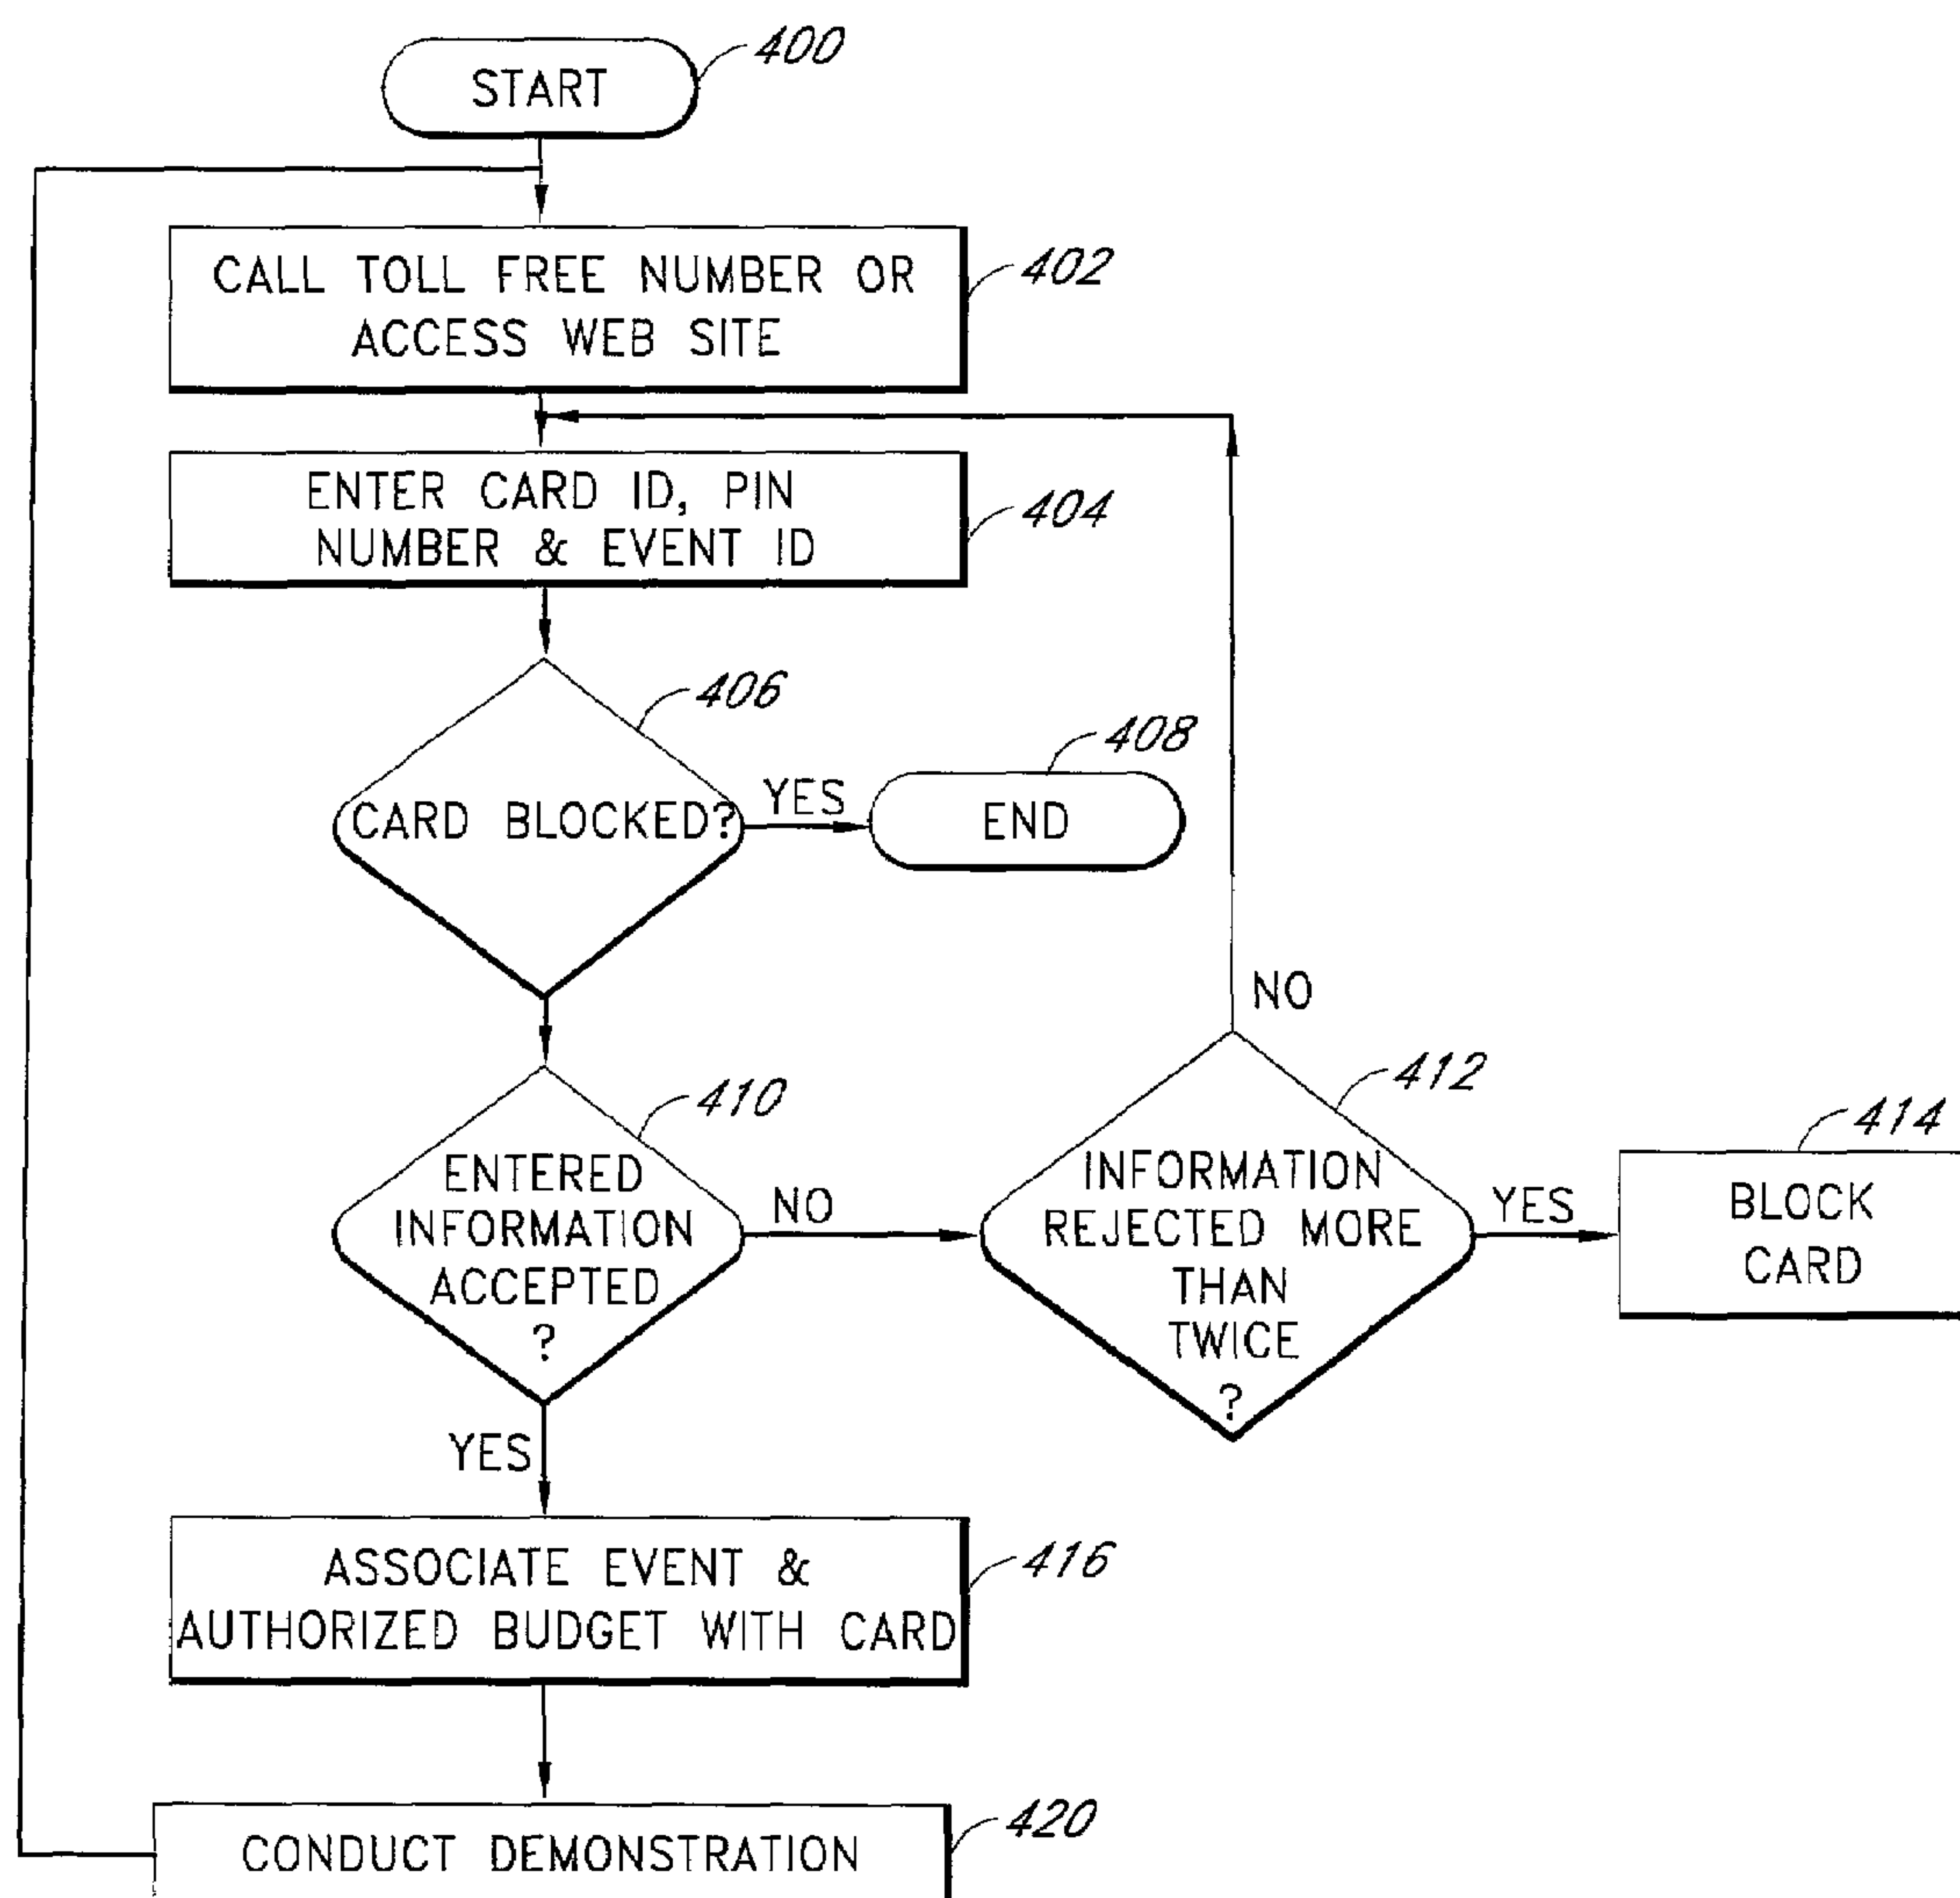 START
400
CALL TOLL FREE NUMBER OR
ACCESS WEB SITE
402
ENTER CARD ID, PIN
NUMBER & EVENT ID
404
406
CARD BLOCKED?
YES
408
END
410
ENTERED
INFORMATION
ACCEPTED
?
NO
NO
412
INFORMATION
REJECTED MORE
THAN
TWICE
?
YES
414
BLOCK
CARD
YES
ASSOCIATE EVENT &
AUTHORIZED BUDGET WITH CARD
416
CONDUCT DEMONSTRATION
420